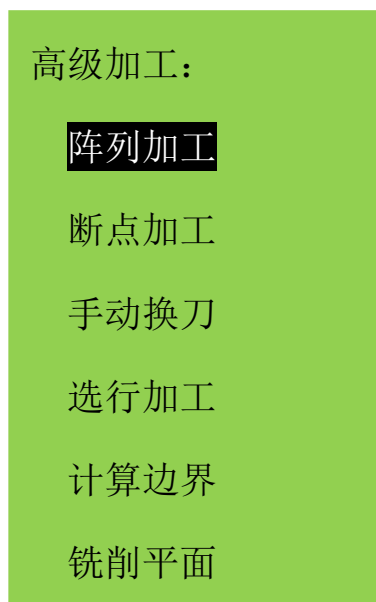 高级加工：
阵列加工
断点加工
手动换刀
选行加工
计算边界
铣削平面